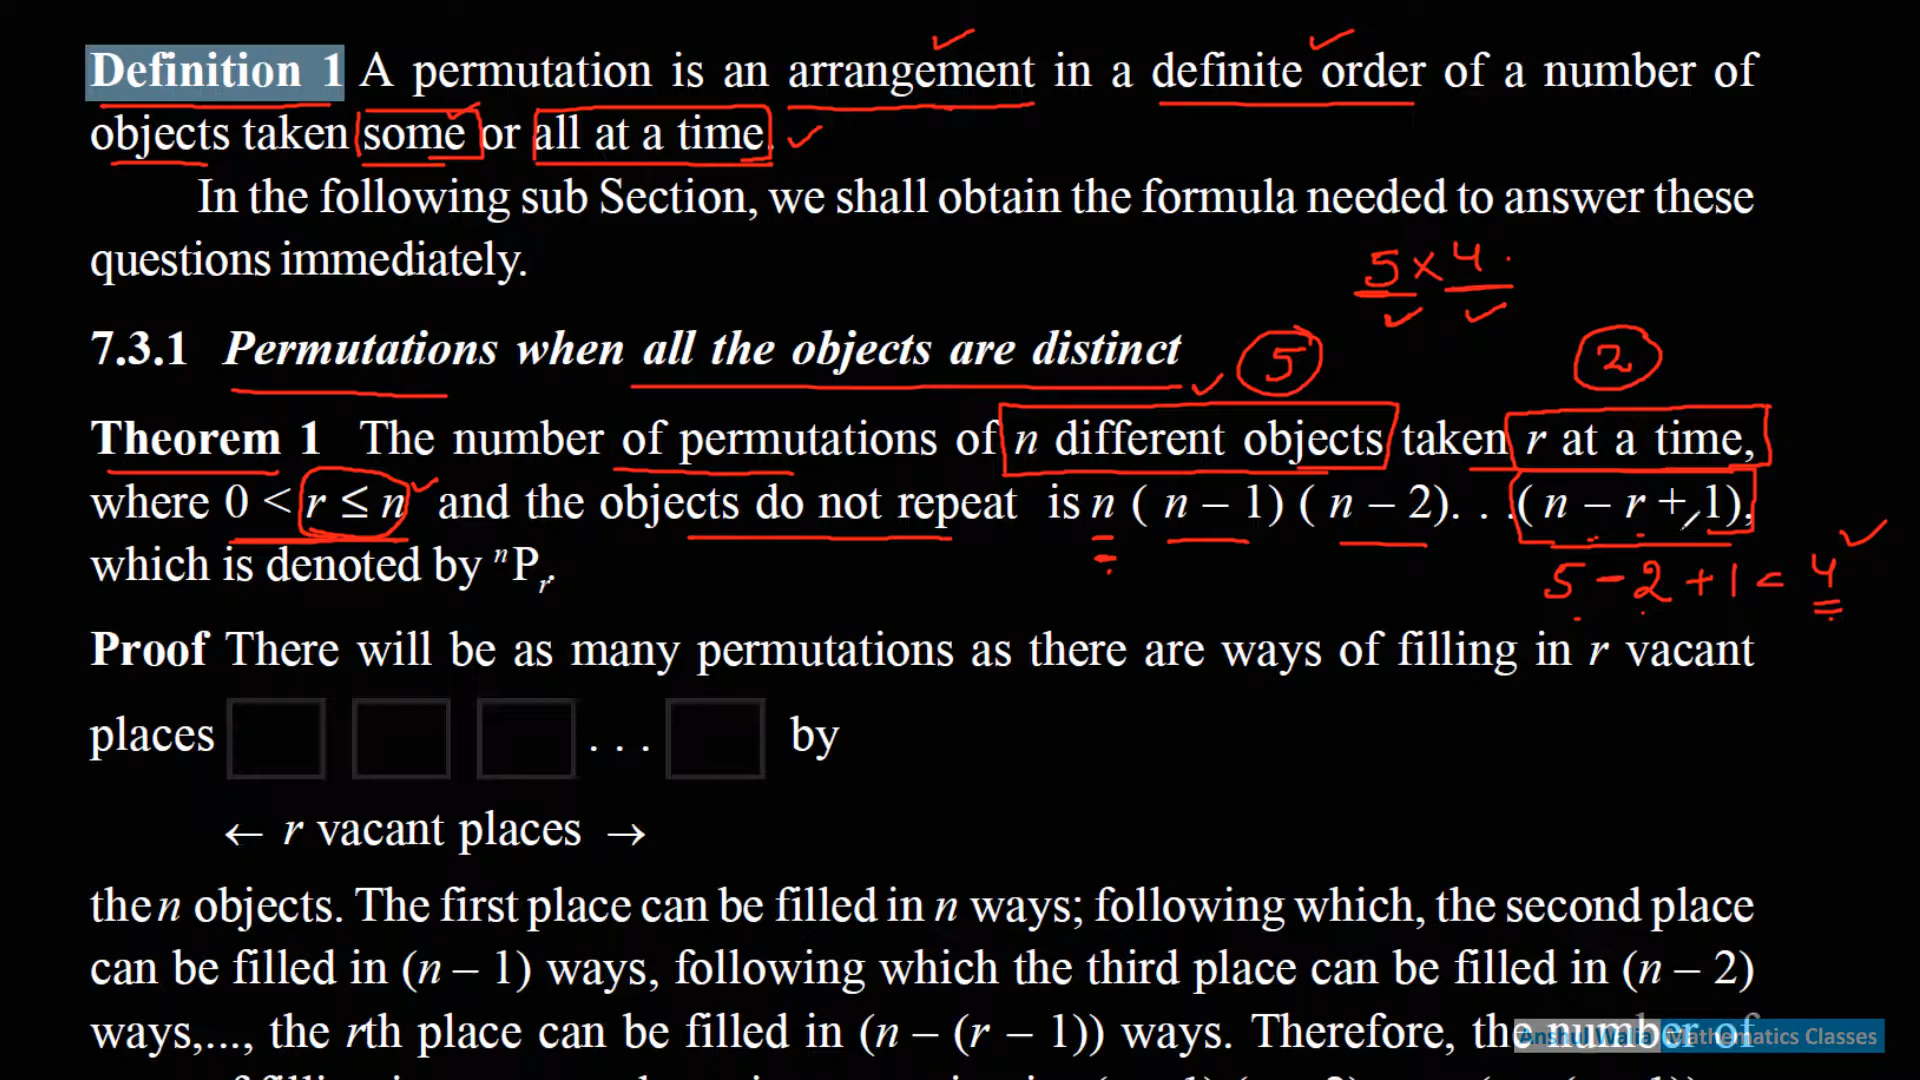 Definition 1 A permutation is an arrangement in a definite order of a number of
objects taken some or all at a time.
In the following sub Section, we shall obtain the formula needed to answer these
questions immediately.
5 × 4
7.3.1 Permutations when all the objects are distinct
5 2
Theorem 1 The number of permutations of n different objects taken r at a time,
where 0 < r ≤ n and the objects do not repeat is n ( n – 1) ( n – 2). . .( n – r + 1),
which is denoted by ⁿPᵣ.
5 – 2 + 1 = 4
Proof There will be as many permutations as there are ways of filling in r vacant
places . . . by
← r vacant places →
the n objects. The first place can be filled in n ways; following which, the second place
can be filled in (n – 1) ways, following which the third place can be filled in (n – 2)
ways,..., the rth place can be filled in (n – (r – 1)) ways. Therefore, the number of
Anshul Walia Mathematics Classes